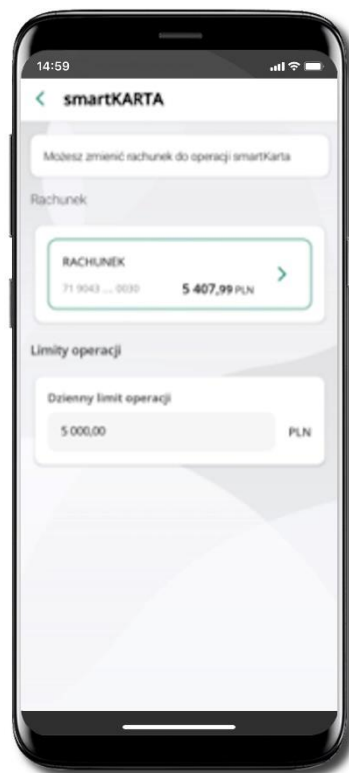 14:59
smartKARTA
Możesz zmienić rachunek do operacji smartKarta
Rachunek
RACHUNEK
71 9043 ... 0030 5 407,99 PLN
Limity operacji
Dzienny limit operacji
5 000,00 PLN